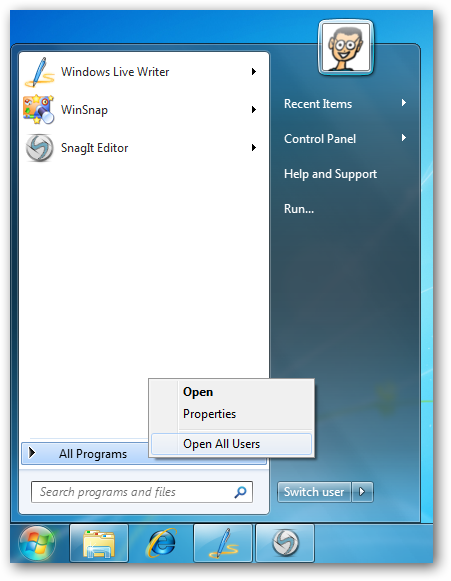 Windows Live Writer
WinSnap
SnagIt Editor
Recent Items
Control Panel
Help and Support
Run...
Open
Properties
Open All Users
All Programs
Search programs and files
Switch user